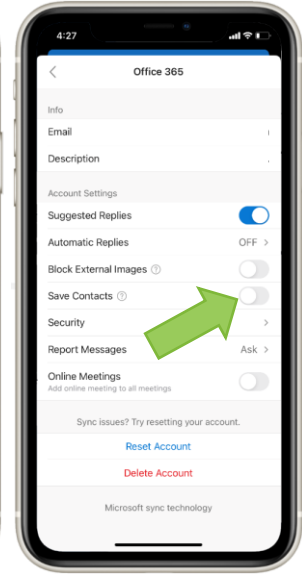 4:27
Office 365
Info
Email
Description
Account Settings
Suggested Replies
Automatic Replies OFF >
Block External Images ?
Save Contacts ?
Security >
Report Messages Ask >
Online Meetings
Add online meeting to all meetings
Sync issues? Try resetting your account.
Reset Account
Delete Account
Microsoft sync technology